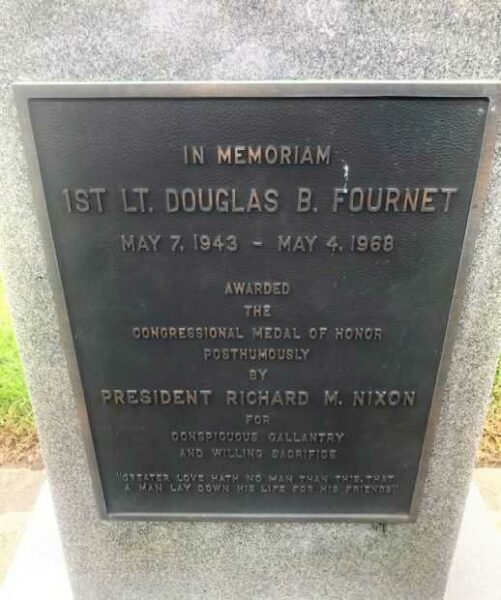 IN MEMORIAM
1ST LT. DOUGLAS B. FOURNET
MAY 7, 1943 - MAY 4, 1968
AWARDED
THE
CONGRESSIONAL MEDAL OF HONOR
POSTHUMOUSLY
BY
PRESIDENT RICHARD M. NIXON
FOR
CONSPICUOUS GALLANTRY
AND WILLING SACRIFICE
"GREATER LOVE HATH NO MAN THAN THIS, THAT
A MAN LAY DOWN HIS LIFE FOR HIS FRIENDS"